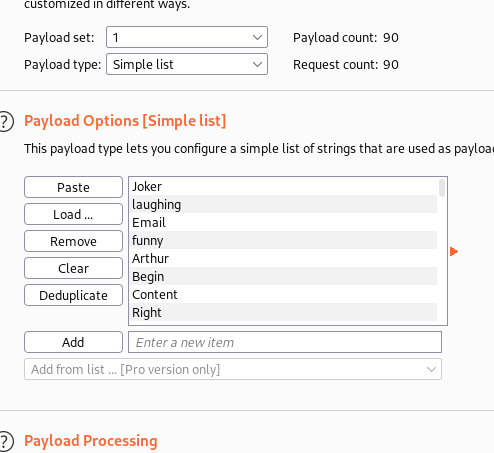 customized in different ways.
Payload set: 1 Payload count: 90
Payload type: Simple list Request count: 90
? Payload Options [Simple list]
This payload type lets you configure a simple list of strings that are used as payloa
Paste
Load ...
Remove
Clear
Deduplicate
Joker
laughing
Email
funny
Arthur
Begin
Content
Right
Add Enter a new item
Add from list ... [Pro version only]
? Payload Processing